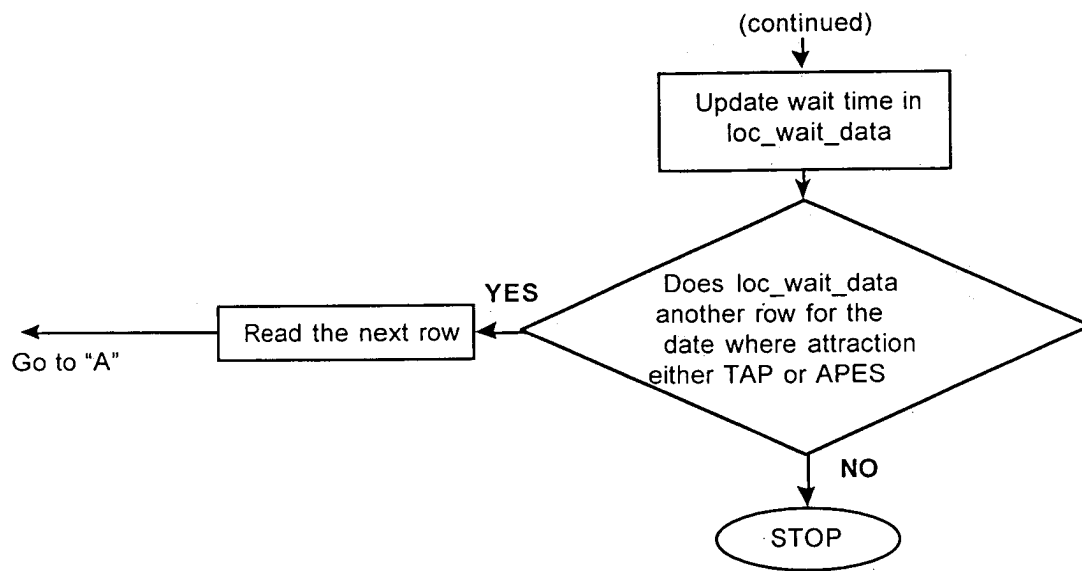 (continued)
Update wait time in
loc_wait_data
Does loc_wait_data
another row for the
date where attraction
either TAP or APES
YES
Read the next row
Go to “A”
NO
STOP